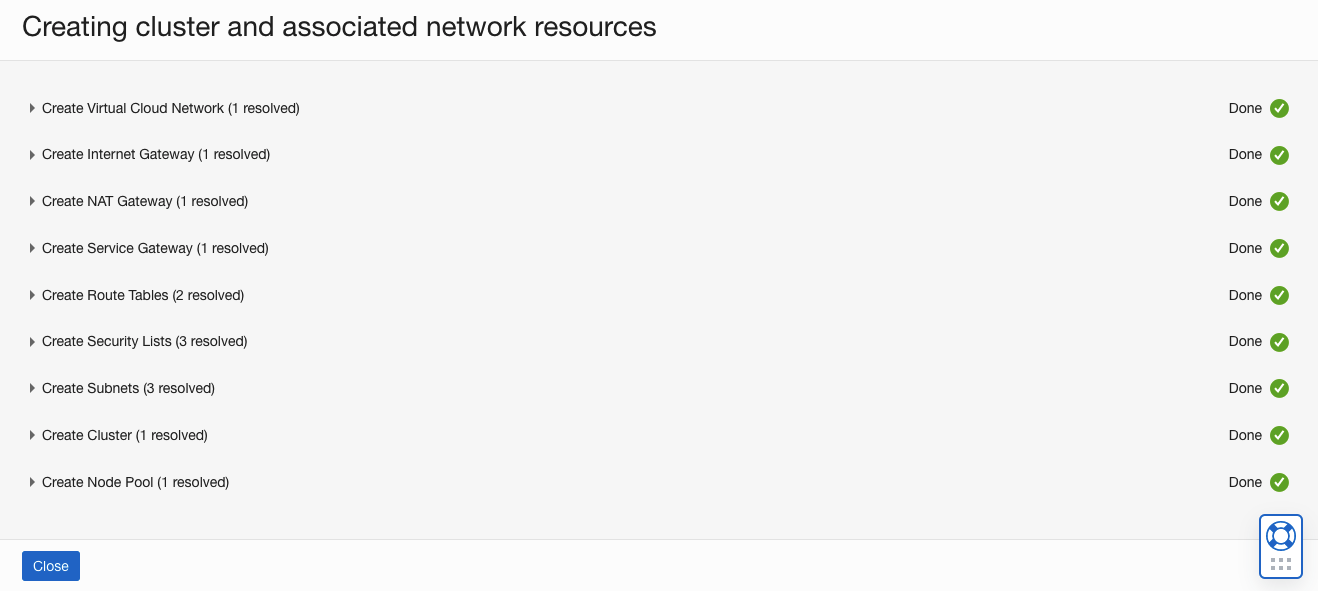 Creating cluster and associated network resources
Create Virtual Cloud Network (1 resolved) Done
Create Internet Gateway (1 resolved) Done
Create NAT Gateway (1 resolved) Done
Create Service Gateway (1 resolved) Done
Create Route Tables (2 resolved) Done
Create Security Lists (3 resolved) Done
Create Subnets (3 resolved) Done
Create Cluster (1 resolved) Done
Create Node Pool (1 resolved) Done
Close